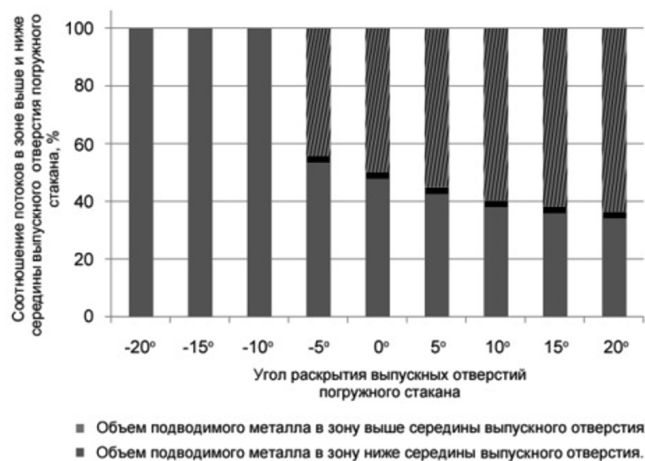 Соотношение потоков в зоне выше и ниже
середины выпускного отверстия погружного
стакана, %
100
80
60
40
20
0
-20°
-15°
-10°
-5°
0°
5°
10°
15°
20°
Угол раскрытия выпускных отверстий
погружного стакана
Объем подводимого металла в зону выше середины выпускного отверстия
Объем подводимого металла в зону ниже середины выпускного отверстия.